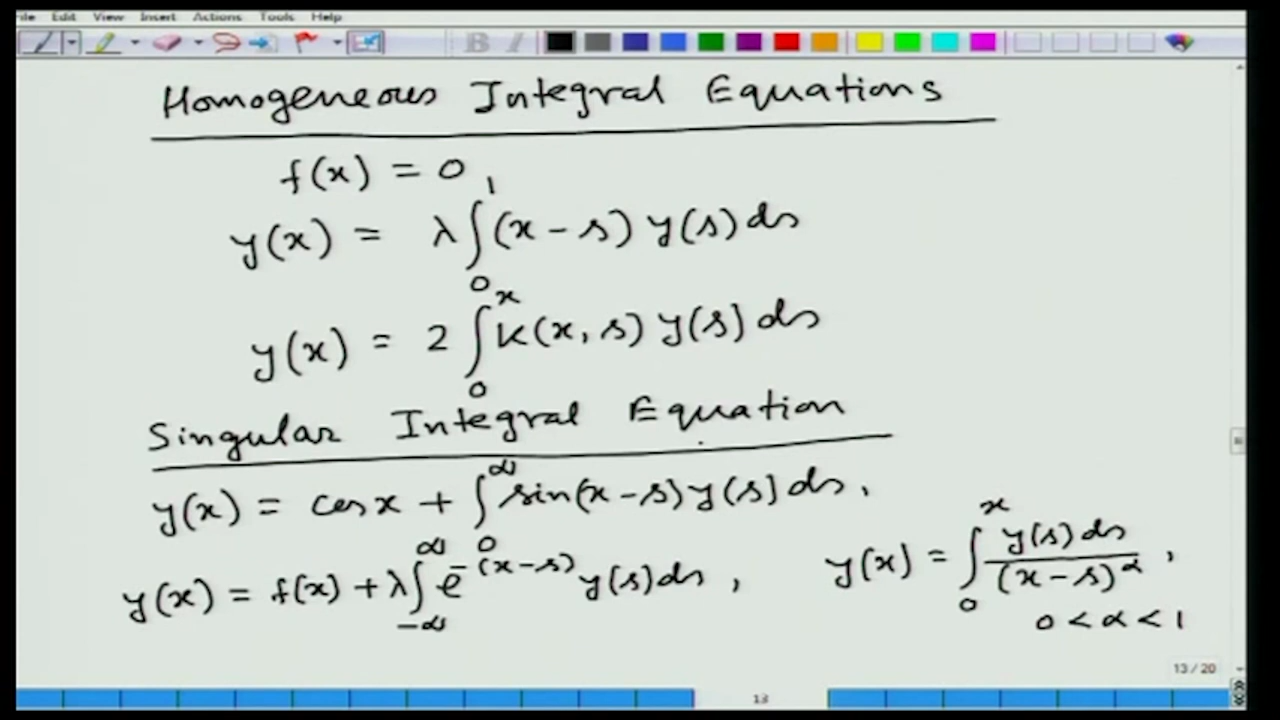 File Edit View Insert Actions Tools Help
B I
Homogeneous Integral Equations
f(x) = 0,
y(x) = λ∫₀¹ (x-s) y(s) ds
y(x) = 2 ∫₀ˣ K(x,s) y(s) ds
Singular Integral Equation
y(x) = cos x + ∫₀^∞ sin(x-s) y(s) ds,
y(x) = f(x) + λ∫_{-∞}^{∞} e^{-(x-s)} y(s) ds,
y(x) = ∫₀ˣ y(s) ds / (x-s)^α,
0 < α < 1
13 / 20
13